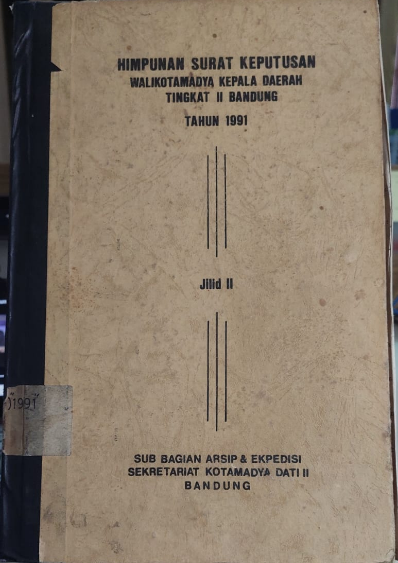 HIMPUNAN SURAT KEPUTUSAN
WALIKOTAMADYA KEPALA DAERAH
TINGKAT II BANDUNG
TAHUN 1991
Jilid II
)1991
SUB BAGIAN ARSIP & EKPEDISI
SEKRETARIAT KOTAMADYA DATI II
BANDUNG